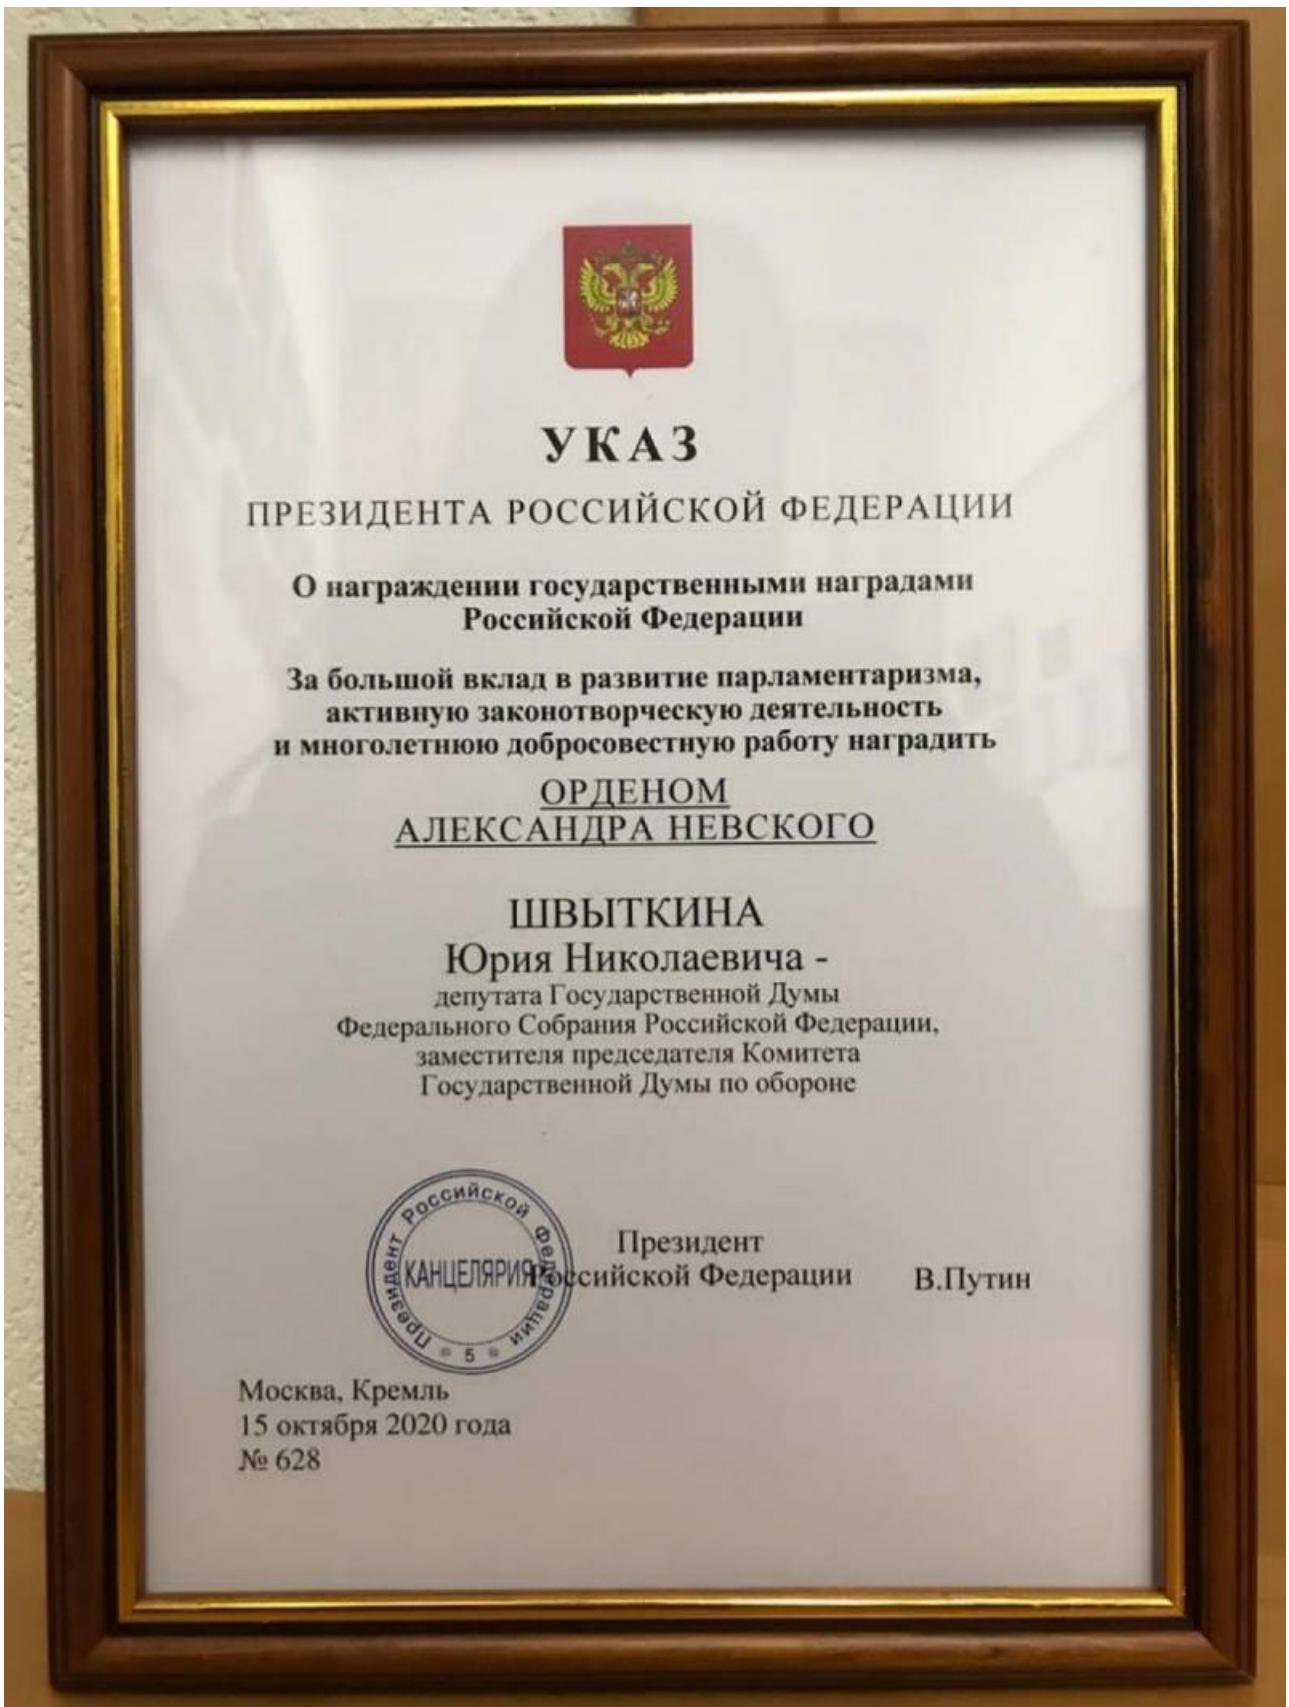 УКАЗ
ПРЕЗИДЕНТА РОССИЙСКОЙ ФЕДЕРАЦИИ
О награждении государственными наградами
Российской Федерации
За большой вклад в развитие парламентаризма,
активную законотворческую деятельность
и многолетнюю добросовестную работу наградить
ОРДЕНОМ
АЛЕКСАНДРА НЕВСКОГО
ШВЫТКИНА
Юрия Николаевича -
депутата Государственной Думы
Федерального Собрания Российской Федерации,
заместителя председателя Комитета
Государственной Думы по обороне
Президент Российской Федерации
КАНЦЕЛЯРИЯ
5
Президент
Российской Федерации В.Путин
Москва, Кремль
15 октября 2020 года
№ 628